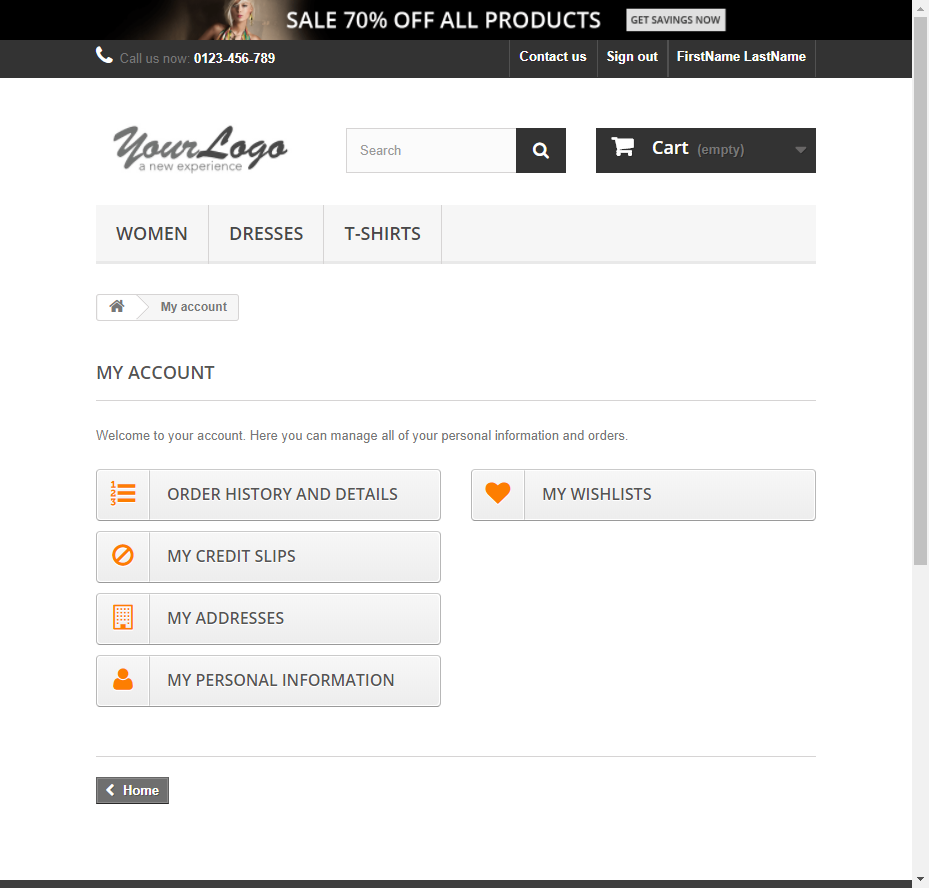 SALE 70% OFF ALL PRODUCTS GET SAVINGS NOW
Call us now: 0123-456-789 Contact us Sign out FirstName LastName
YourLogo
a new experience
Search
Cart (empty)
WOMEN DRESSES T-SHIRTS
My account
MY ACCOUNT
Welcome to your account. Here you can manage all of your personal information and orders.
1
2
3
ORDER HISTORY AND DETAILS MY WISHLISTS
MY CREDIT SLIPS
MY ADDRESSES
MY PERSONAL INFORMATION
Home